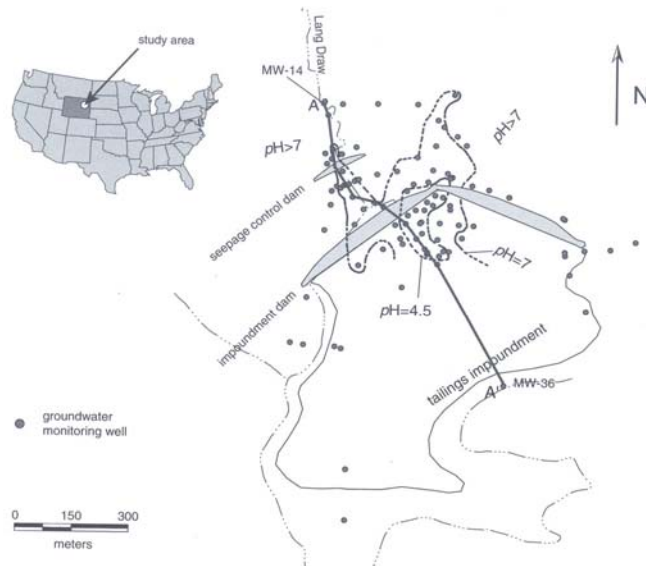 study area
Lang Draw
MW-14
A
N
pH>7
pH>7
seepage control dam
pH=7
pH=4.5
impoundment dam
tailings impoundment
A'
MW-36
groundwater
monitoring well
0 150 300
meters